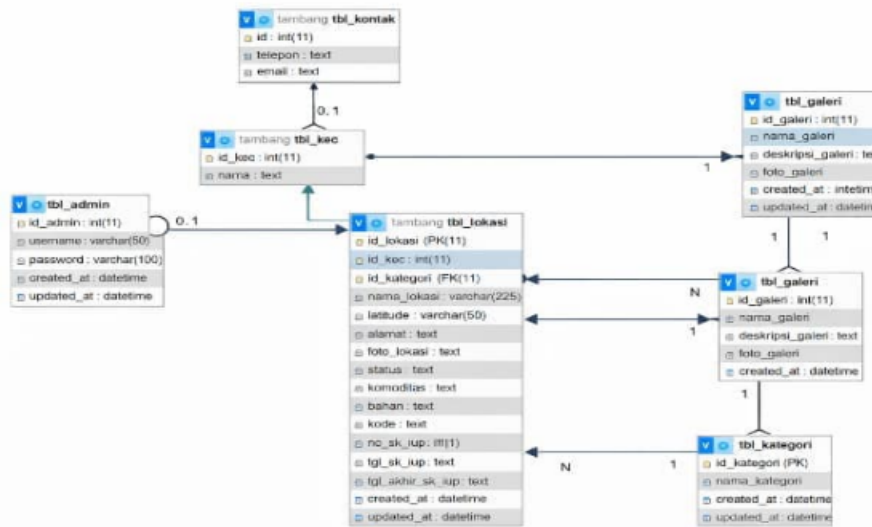 tambang tbl_kontak
id : int(11)
telepon : text
email : text
0.1
tambang tbl_kec
id_kec : int(11)
nama : text
1
tbl_galeri
id_galeri : int(11)
nama_galeri
deskripsi_galeri : te
foto_galeri
created_at : intetime
updated_at : datetime
1 1
tbl_admin
id_admin : int(11)
username : varchar(50)
password : varchar(100)
created_at : datetime
updated_at : datetime
0.1
tambang tbl_lokasi
id_lokasi (PK(11)
id_kec : int(11)
id_kategori (FK(11)
nama_lokasi : varchar(225)
latitude : varchar(50)
alamat : text
foto_lokasi : text
status : text
komoditas : text
bahan : text
kode : text
tgl_sk_iup : text
tgl_akhir_sk_iup : text
created_at : datetime
updated_at : datetime
N
1
tbl_galeri
id_galeri : int(11)
nama_galeri
deskripsi_galeri : text
foto_galeri
created_at : datetime
1
N 1
tbl_kategori
id_kategori (PK)
nama_kategori
created_at : datetime
updated_at : datetime